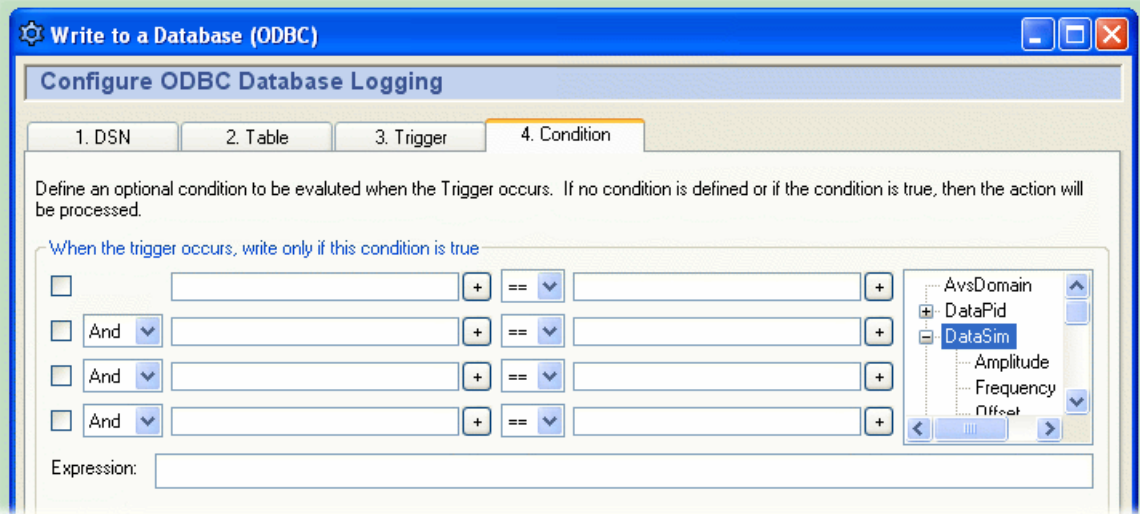 Write to a Database (ODBC)
Configure ODBC Database Logging
1. DSN 2. Table 3. Trigger 4. Condition
Define an optional condition to be evaluted when the Trigger occurs. If no condition is defined or if the condition is true, then the action will
be processed.
When the trigger occurs, write only if this condition is true
+ == +
And + == +
And + == +
And + == +
AvsDomain
DataPid
DataSim
Amplitude
Frequency
Offset
Expression: